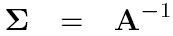 Σ = A⁻¹